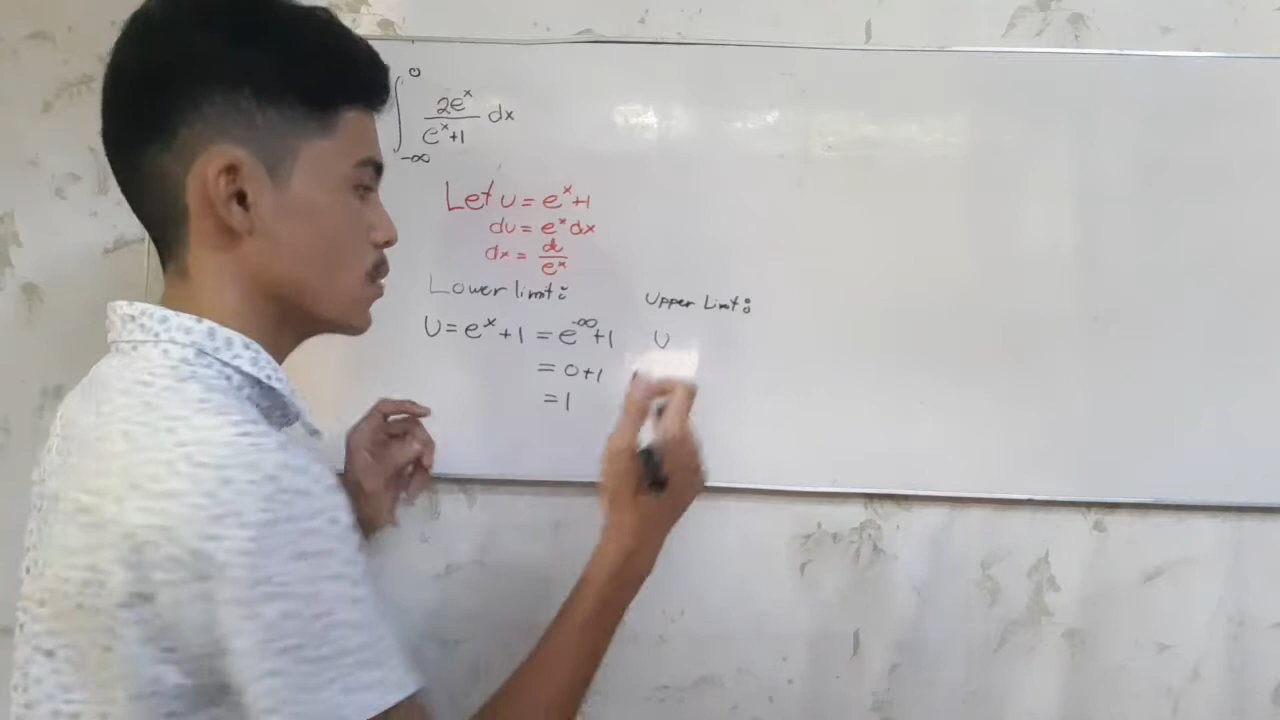 ∫₋∞⁰ 2eˣ/(eˣ+1) dx
Let u = eˣ+1
du = eˣ dx
dx = du/eˣ
Lower limit:
Upper Limit:
U = eˣ + 1 = e^-∞ + 1
U
= 0+1
= 1